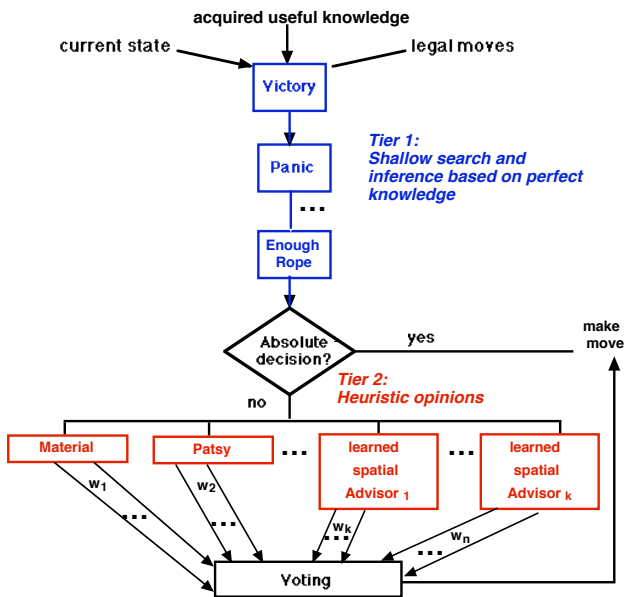 acquired useful knowledge
current state
legal moves
Victory
Tier 1:
Shallow search and
inference based on perfect
knowledge
Panic
...
Enough
Rope
Absolute
decision?
yes
make
move
Tier 2:
Heuristic opinions
no
Material
Patsy
...
learned
spatial
Advisor 1
...
learned
spatial
Advisor k
w1
...
w2
...
wk
...
wn
...
Voting